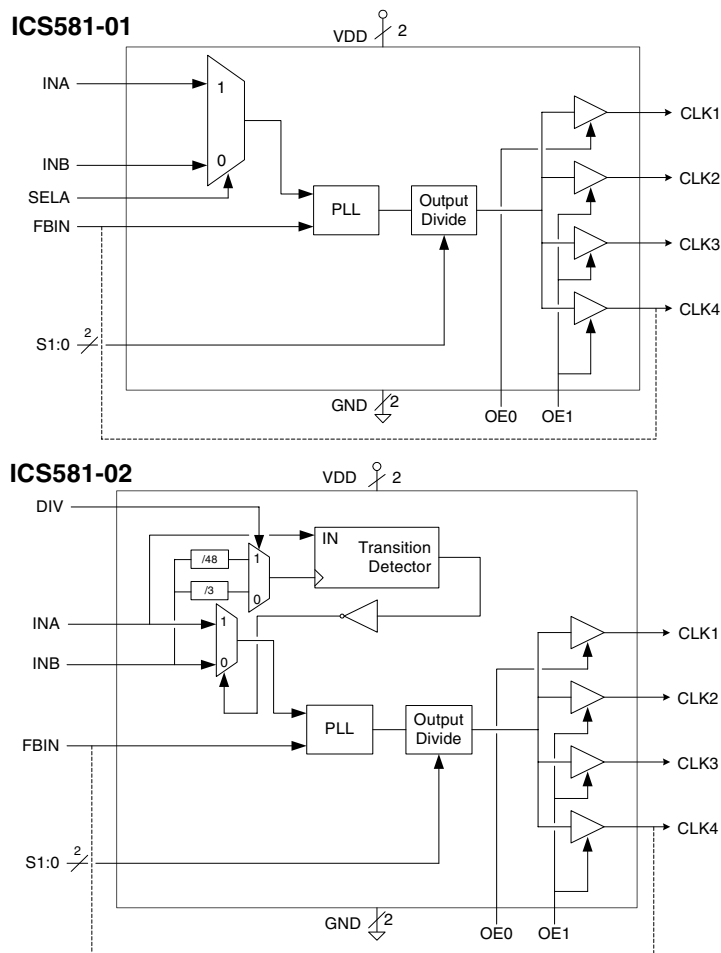 ICS581-01
VDD 2
INA
1
CLK1
INB
0
SELA
PLL
Output
Divide
CLK2
FBIN
CLK3
CLK4
S1:0 2
GND 2
OE0
OE1
ICS581-02
VDD 2
DIV
IN
Transition
Detector
/48
1
/3
0
INA
1
CLK1
INB
0
CLK2
PLL
Output
Divide
FBIN
CLK3
CLK4
S1:0 2
GND 2
OE0
OE1